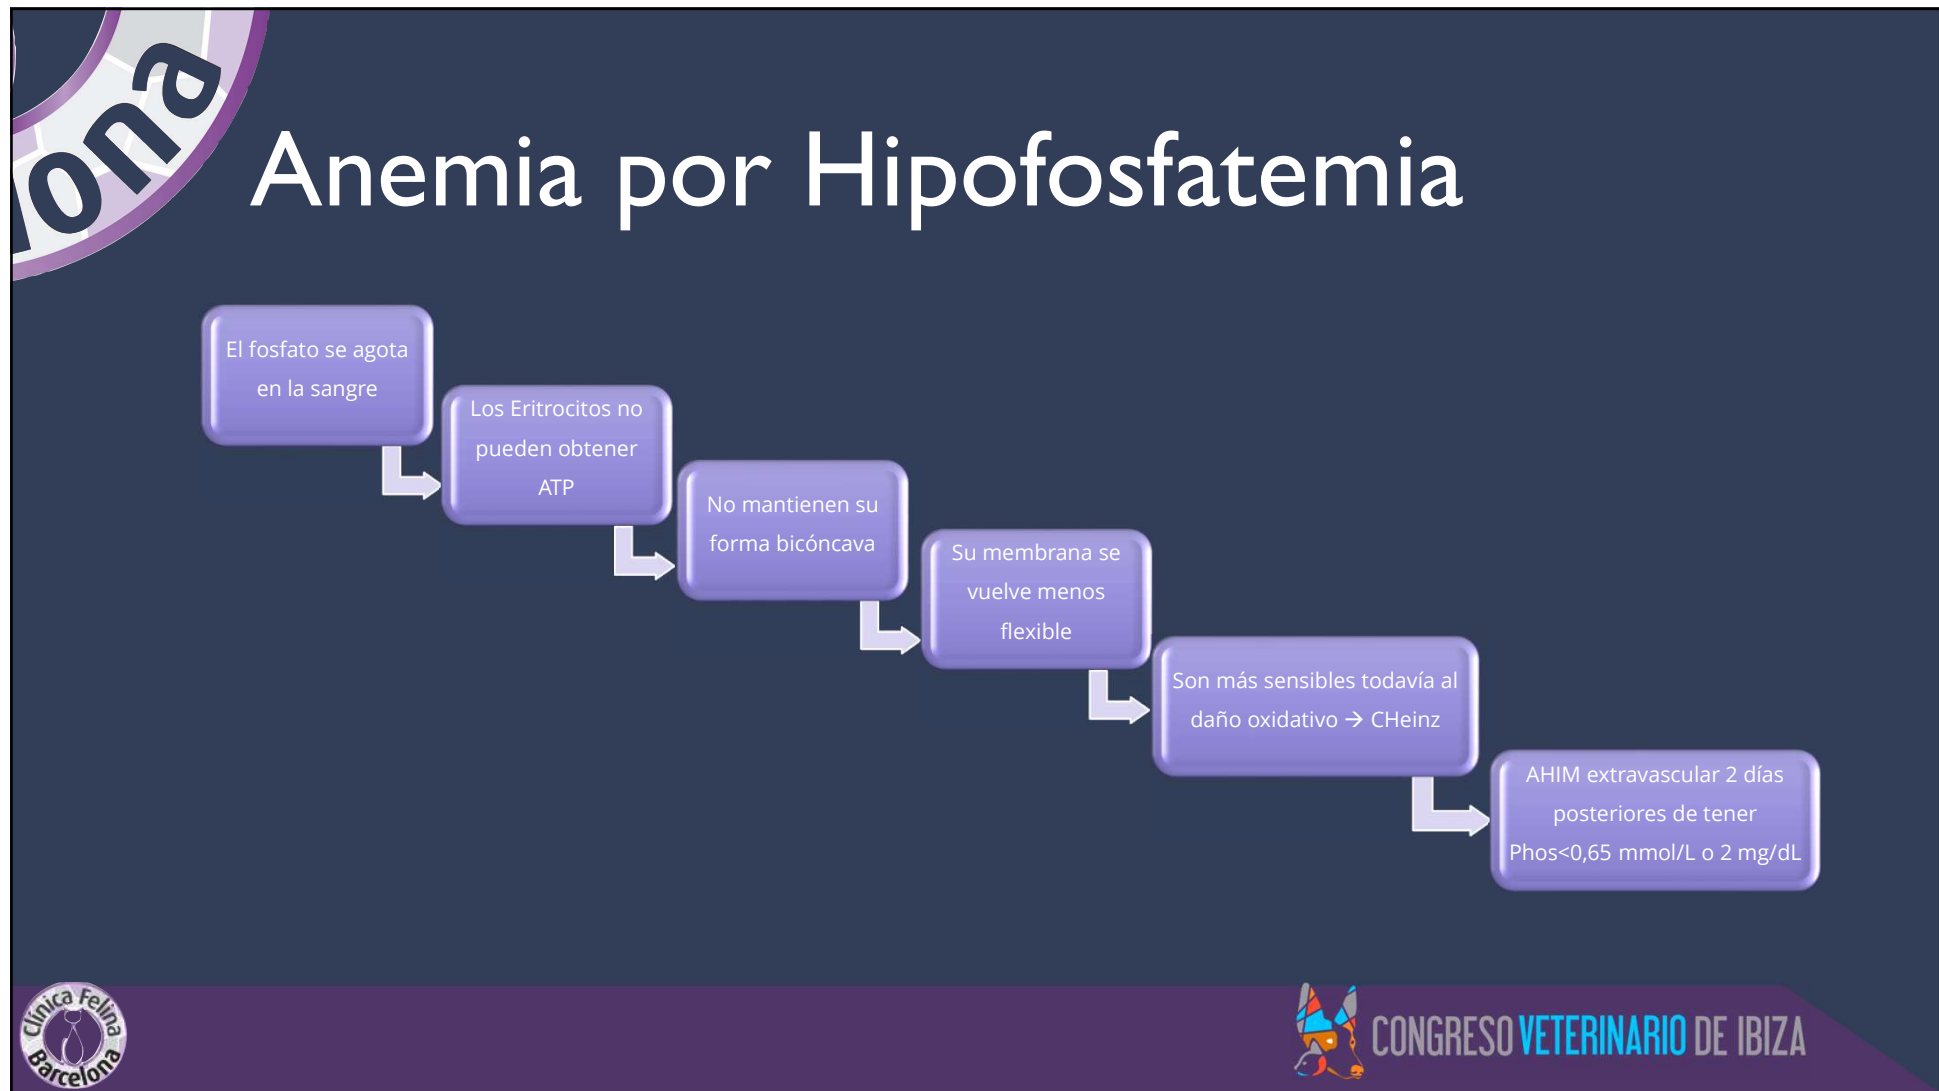 ona
Anemia por Hipofosfatemia
El fosfato se agota
en la sangre
Los Eritrocitos no
pueden obtener
ATP
No mantienen su
forma bicóncava
Su membrana se
vuelve menos
flexible
Son más sensibles todavía al
daño oxidativo → CHeinz
AHIM extravascular 2 días
posteriores de tener
Phos<0,65 mmol/L o 2 mg/dL
Clínica Felina
Barcelona
CONGRESO VETERINARIO DE IBIZA